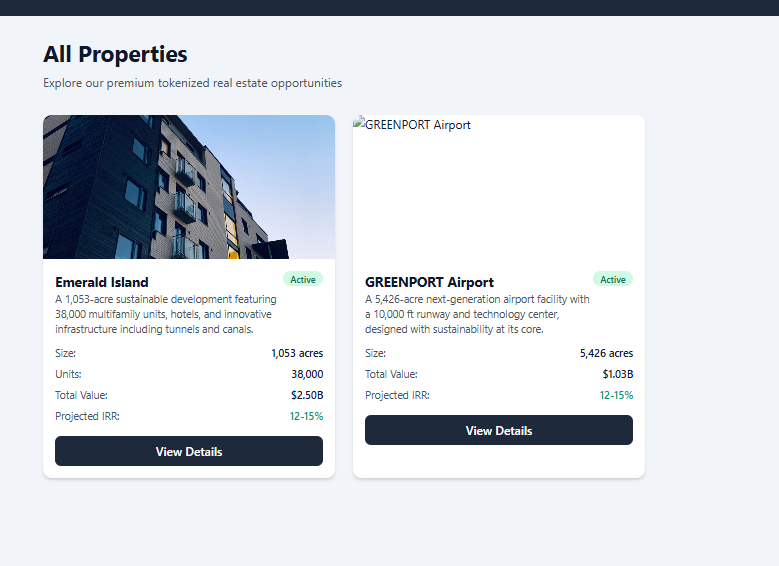 All Properties
Explore our premium tokenized real estate opportunities
Emerald Island
Active
A 1,053-acre sustainable development featuring
38,000 multifamily units, hotels, and innovative
infrastructure including tunnels and canals.
Size: 1,053 acres
Units: 38,000
Total Value: $2.50B
Projected IRR: 12-15%
View Details
GREENPORT Airport
GREENPORT Airport
Active
A 5,426-acre next-generation airport facility with
a 10,000 ft runway and technology center,
designed with sustainability at its core.
Size: 5,426 acres
Total Value: $1.03B
Projected IRR: 12-15%
View Details